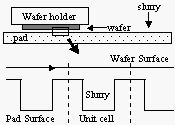 slurry
Wafer holder
wafer
pad
Wafer Surface
Slurry
Pad Surface
Unit cell